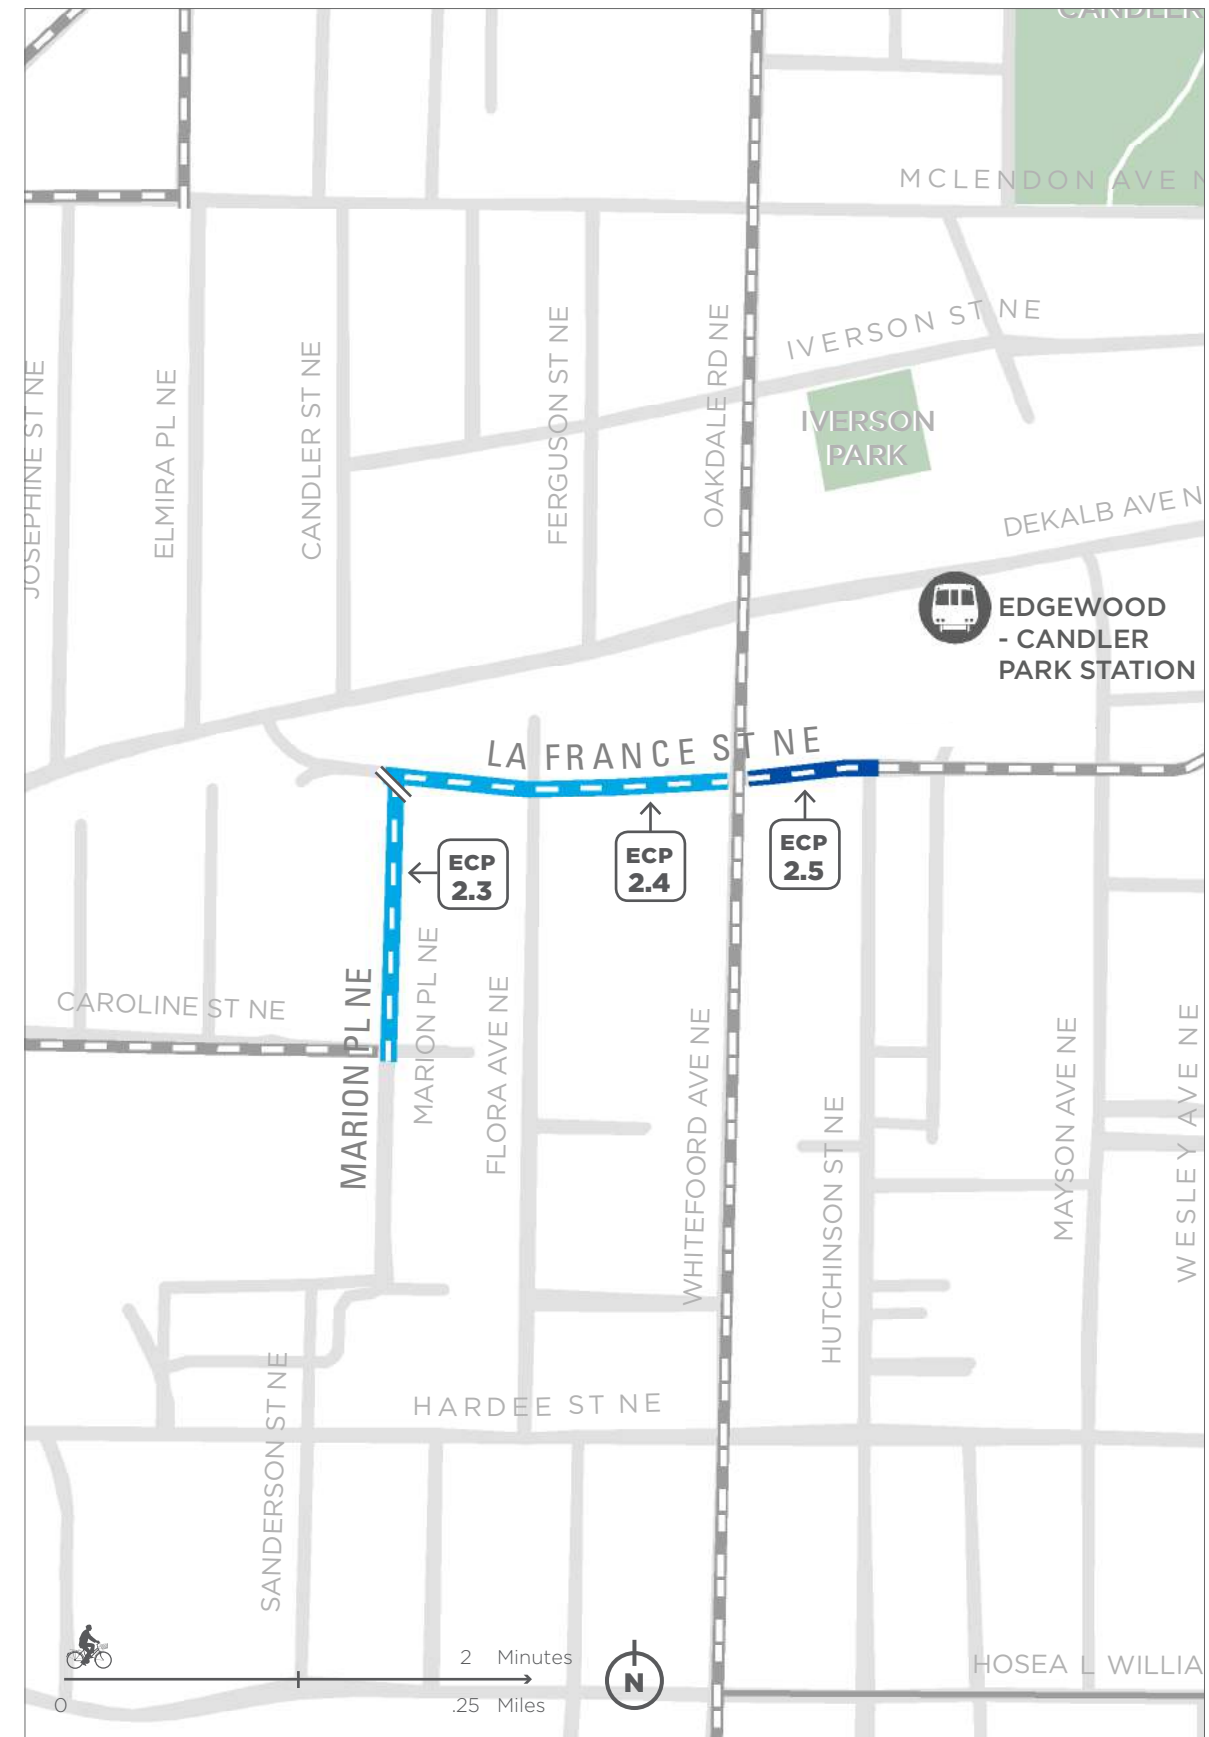 CANDLER
MCLENDON AVE N
IVERSON ST NE
JOSEPHINE ST NE
ELMIRA PL NE
CANDLER ST NE
FERGUSON ST NE
OAKDALE RD NE
IVERSON
PARK
DEKALB AVE N
EDGEWOOD
- CANDLER
PARK STATION
LA FRANCE ST NE
ECP
2.3
ECP
2.4
ECP
2.5
CAROLINE ST NE
MARION PL NE
MARION PL NE
FLORA AVE NE
WHITEFOORD AVE NE
HUTCHINSON ST NE
MAYSON AVE NE
WESLEY AVE NE
HARDEE ST NE
SANDERSON ST NE
2 Minutes
0
.25 Miles
N
HOSEA L WILLIA